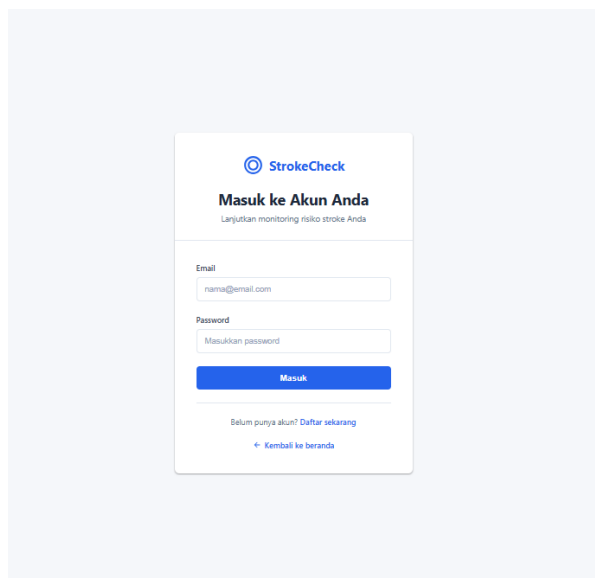 StrokeCheck
Masuk ke Akun Anda
Lanjutkan monitoring risiko stroke Anda
Email
nama@email.com
Password
Masukkan password
Masuk
Belum punya akun? Daftar sekarang
← Kembali ke beranda